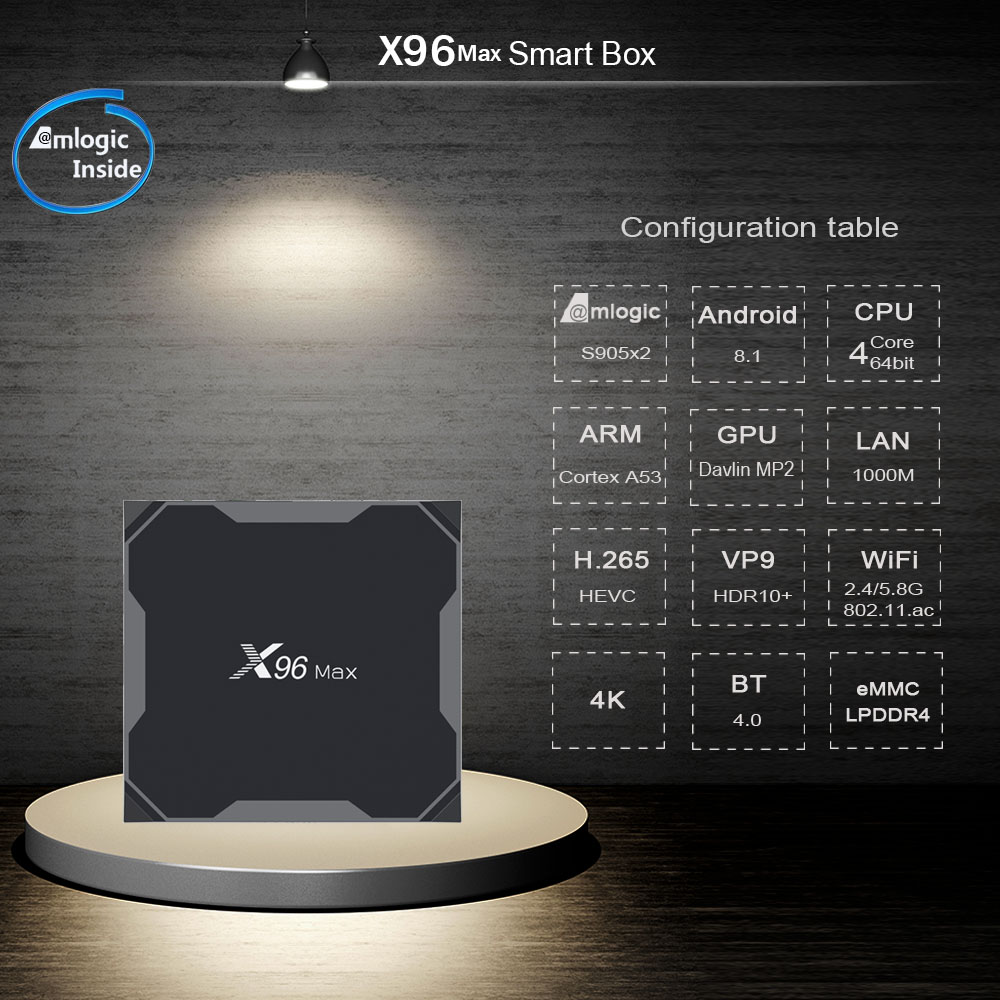 X96Max Smart Box
@mlogic
Inside
Configuration table
@mlogic
S905x2
Android
8.1
CPU
4 Core
64bit
ARM
Cortex A53
GPU
Davlin MP2
LAN
1000M
H.265
HEVC
VP9
HDR10+
WiFi
2.4/5.8G
802.11.ac
4K
BT
4.0
eMMC
LPDDR4
X96 Max